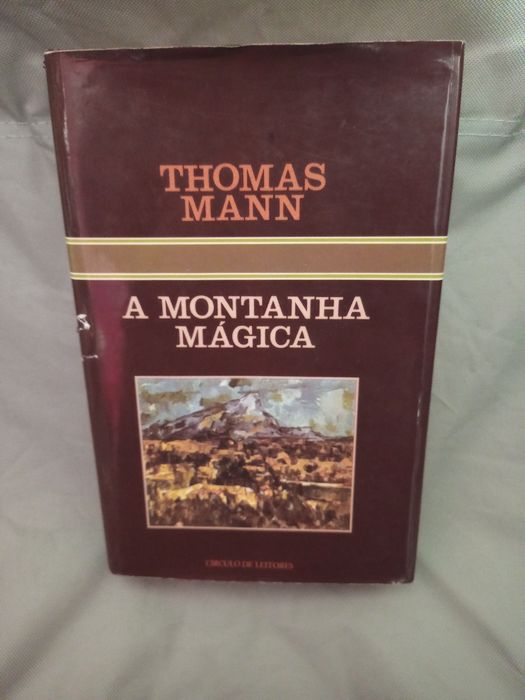 THOMAS
MANN
A MONTANHA
MÁGICA
CÍRCULO DE LEITORES